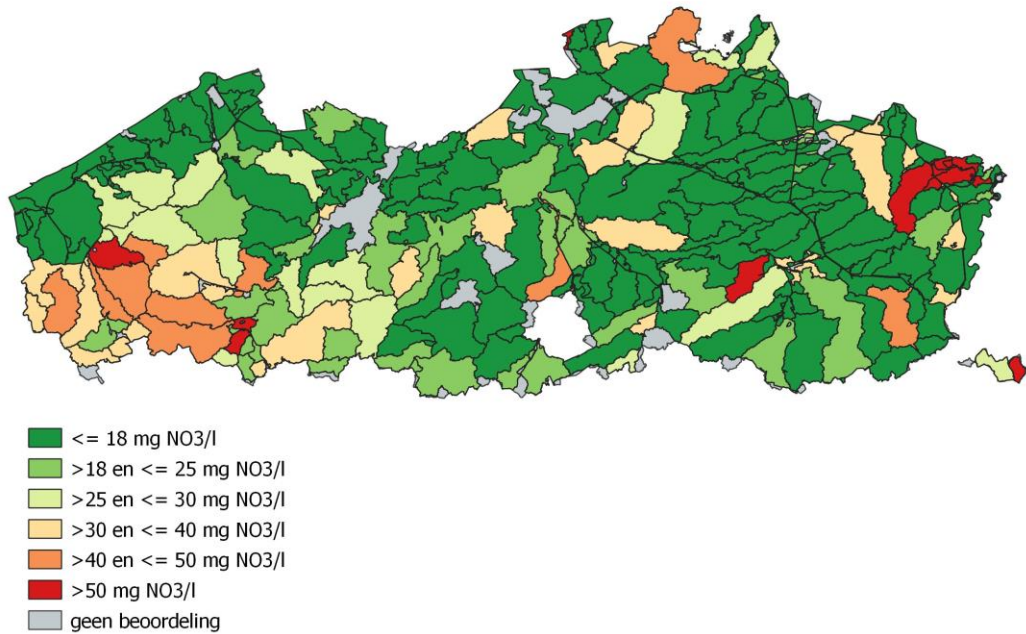 <= 18 mg NO3/l
>18 en <= 25 mg NO3/l
>25 en <= 30 mg NO3/l
>30 en <= 40 mg NO3/l
>40 en <= 50 mg NO3/l
>50 mg NO3/l
geen beoordeling